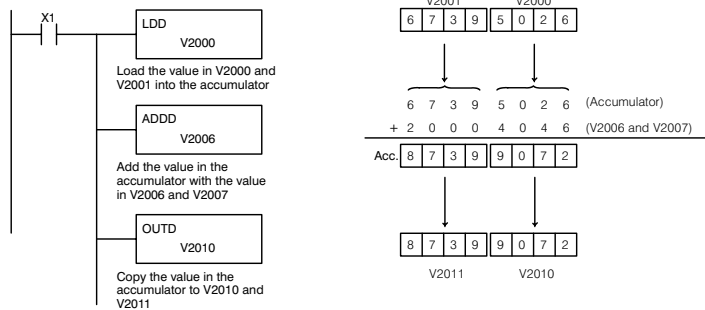 X1
LDD
V2000
Load the value in V2000 and
V2001 into the accumulator
ADDD
V2006
Add the value in the
accumulator with the value
in V2006 and V2007
OUTD
V2010
Copy the value in the
accumulator to V2010 and
V2011
V2001 V2000
6 7 3 9 5 0 2 6
6 7 3 9 5 0 2 6 (Accumulator)
+ 2 0 0 0 4 0 4 6 (V2006 and V2007)
Acc. 8 7 3 9 9 0 7 2
8 7 3 9 9 0 7 2
V2011 V2010